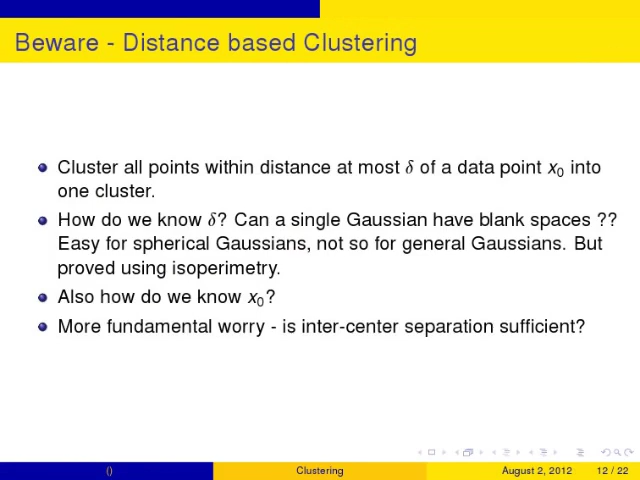 Beware - Distance based Clustering
Cluster all points within distance at most δ of a data point x₀ into
one cluster.
How do we know δ? Can a single Gaussian have blank spaces ??
Easy for spherical Gaussians, not so for general Gaussians. But
proved using isoperimetry.
Also how do we know x₀?
More fundamental worry - is inter-center separation sufficient?
() Clustering August 2, 2012 12 / 22